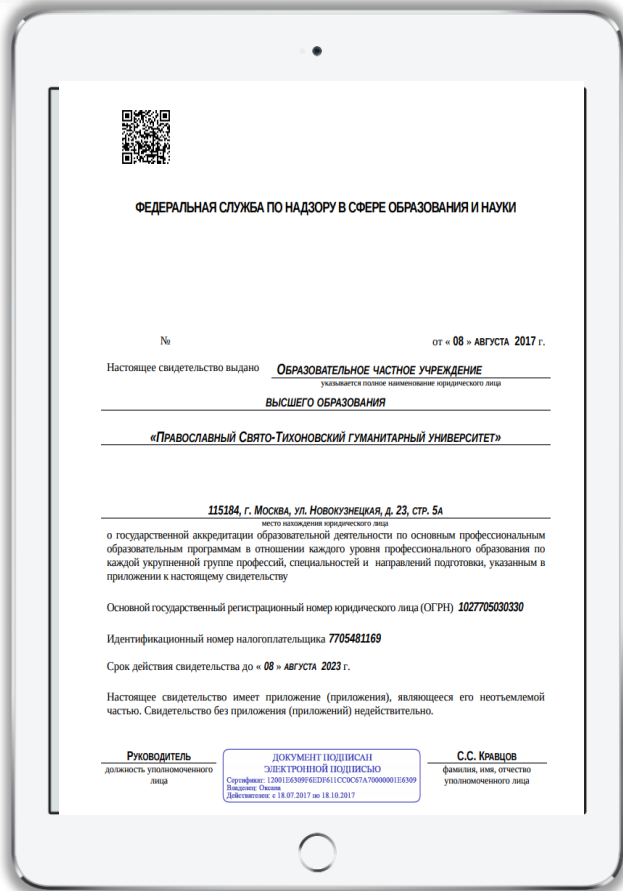 ФЕДЕРАЛЬНАЯ СЛУЖБА ПО НАДЗОРУ В СФЕРЕ ОБРАЗОВАНИЯ И НАУКИ
№ от « 08 » АВГУСТА 2017 г.
Настоящее свидетельство выдано ОБРАЗОВАТЕЛЬНОЕ ЧАСТНОЕ УЧРЕЖДЕНИЕ
указывается полное наименование юридического лица
ВЫСШЕГО ОБРАЗОВАНИЯ
«ПРАВОСЛАВНЫЙ СВЯТО-ТИХОНОВСКИЙ ГУМАНИТАРНЫЙ УНИВЕРСИТЕТ»
115184, Г. МОСКВА, УЛ. НОВОКУЗНЕЦКАЯ, Д. 23, СТР. 5А
место нахождения юридического лица
о государственной аккредитации образовательной деятельности по основным профессиональным
образовательным программам в отношении каждого уровня профессионального образования по
каждой укрупненной группе профессий, специальностей и направлений подготовки, указанным в
приложении к настоящему свидетельству
Основной государственный регистрационный номер юридического лица (ОГРН) 1027705030330
Идентификационный номер налогоплательщика 7705481169
Срок действия свидетельства до « 08 » АВГУСТА 2023 г.
Настоящее свидетельство имеет приложение (приложения), являющееся его неотъемлемой
частью. Свидетельство без приложения (приложений) недействительно.
РУКОВОДИТЕЛЬ
должность уполномоченного
лица
ДОКУМЕНТ ПОДПИСАН
ЭЛЕКТРОННОЙ ПОДПИСЬЮ
Сертификат: 12001E6309F6EDF611CC0C67A70000001E6309
Владелец: Оксана
Действителен: с 18.07.2017 по 18.10.2017
С.С. КРАВЦОВ
фамилия, имя, отчество
уполномоченного лица